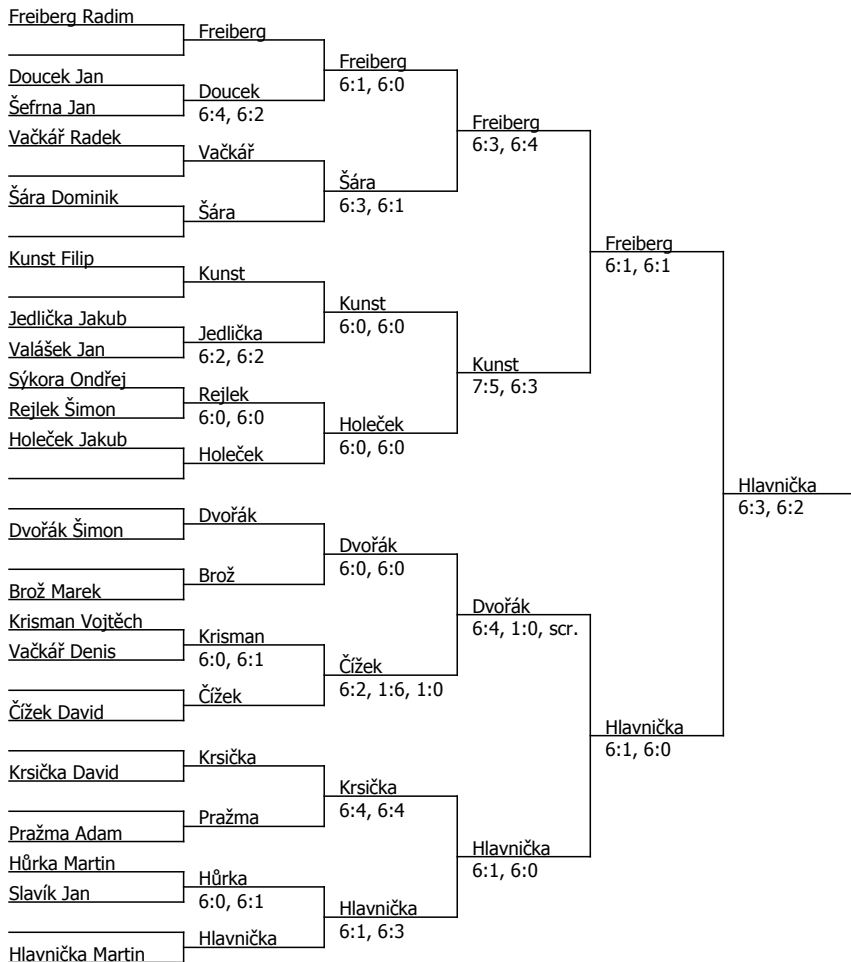 Freiberg Radim
Doucek Jan
Šefrna Jan
Vačkář Radek
Šára Dominik
Kunst Filip
Jedlička Jakub
Valášek Jan
Sýkora Ondřej
Rejlek Šimon
Holeček Jakub
Dvořák Šimon
Brož Marek
Krisman Vojtěch
Vačkář Denis
Čížek David
Krsička David
Pražma Adam
Hůrka Martin
Slavík Jan
Hlavnička Martin
Freiberg
Doucek
6:4, 6:2
Vačkář
Šára
Kunst
Jedlička
6:2, 6:2
Rejlek
6:0, 6:0
Holeček
Dvořák
Brož
Krisman
6:0, 6:1
Čížek
Krsička
Pražma
Hůrka
6:0, 6:1
Hlavnička
Freiberg
6:1, 6:0
Šára
6:3, 6:1
Kunst
6:0, 6:0
Holeček
6:0, 6:0
Dvořák
6:0, 6:0
Čížek
6:2, 1:6, 1:0
Krsička
6:4, 6:4
Hlavnička
6:1, 6:3
Freiberg
6:3, 6:4
Kunst
7:5, 6:3
Dvořák
6:4, 1:0, scr.
Hlavnička
6:1, 6:0
Freiberg
6:1, 6:1
Hlavnička
6:1, 6:0
Hlavnička
6:3, 6:2